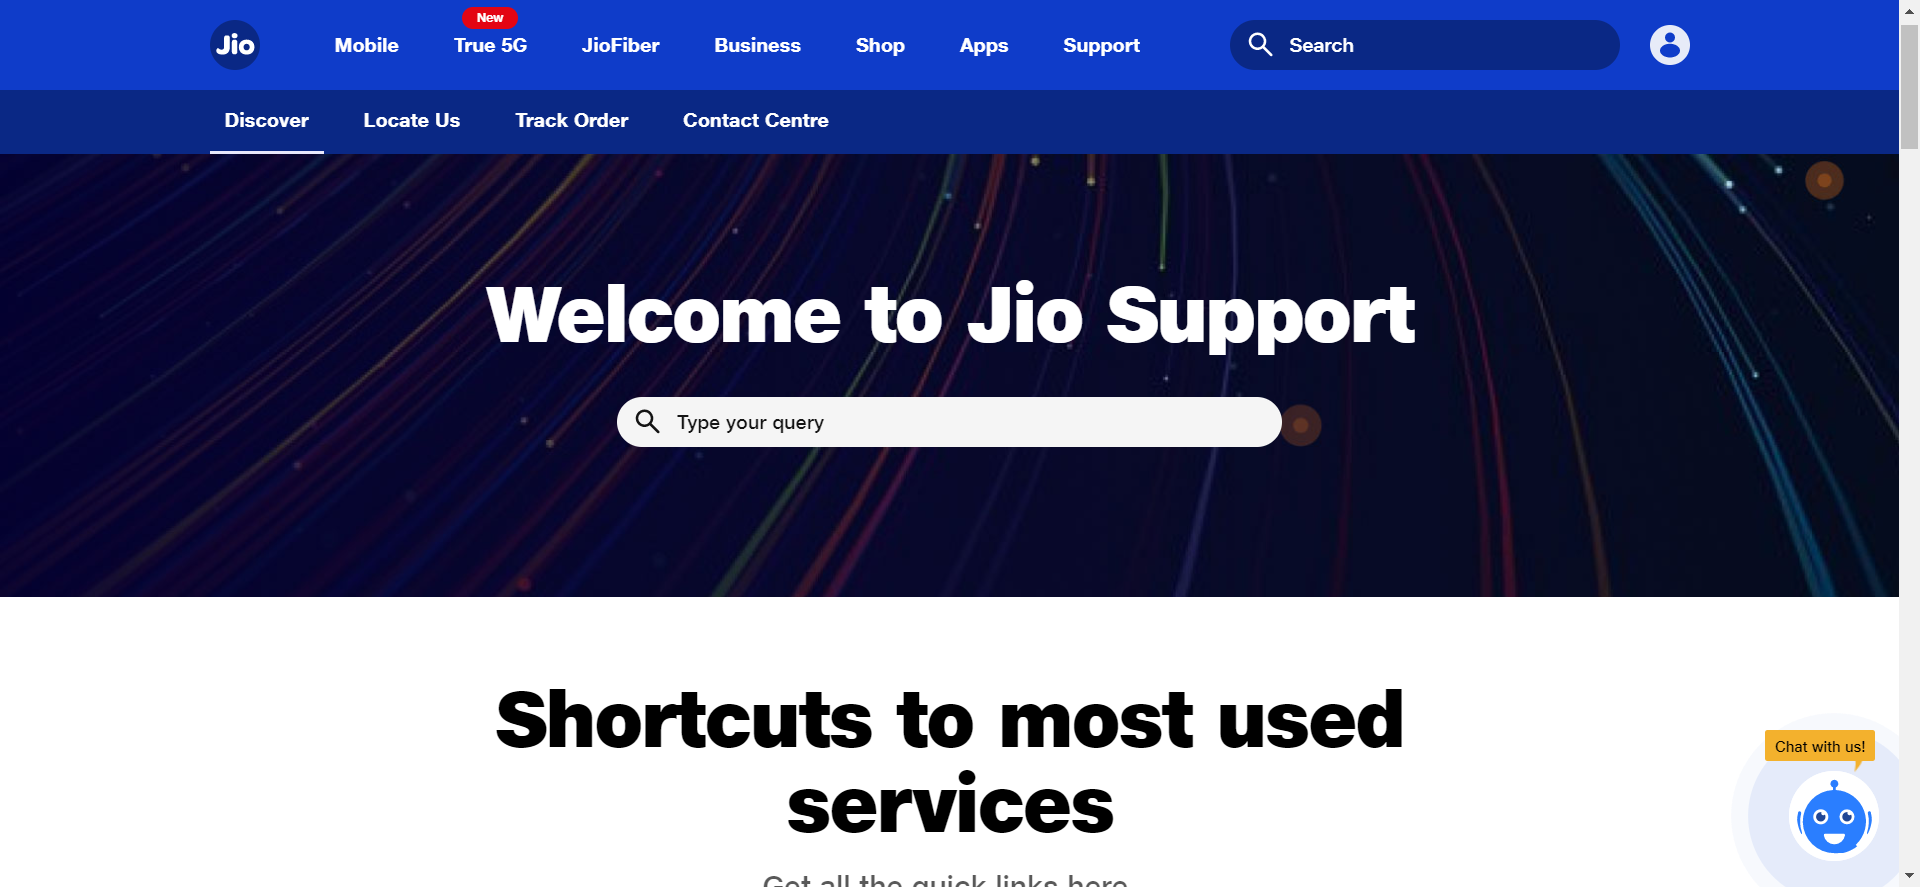 New
Jio Mobile True 5G JioFiber Business Shop Apps Support Search
Discover Locate Us Track Order Contact Centre
Welcome to Jio Support
Type your query
Shortcuts to most used
services
Chat with us!
Get all the quick links here